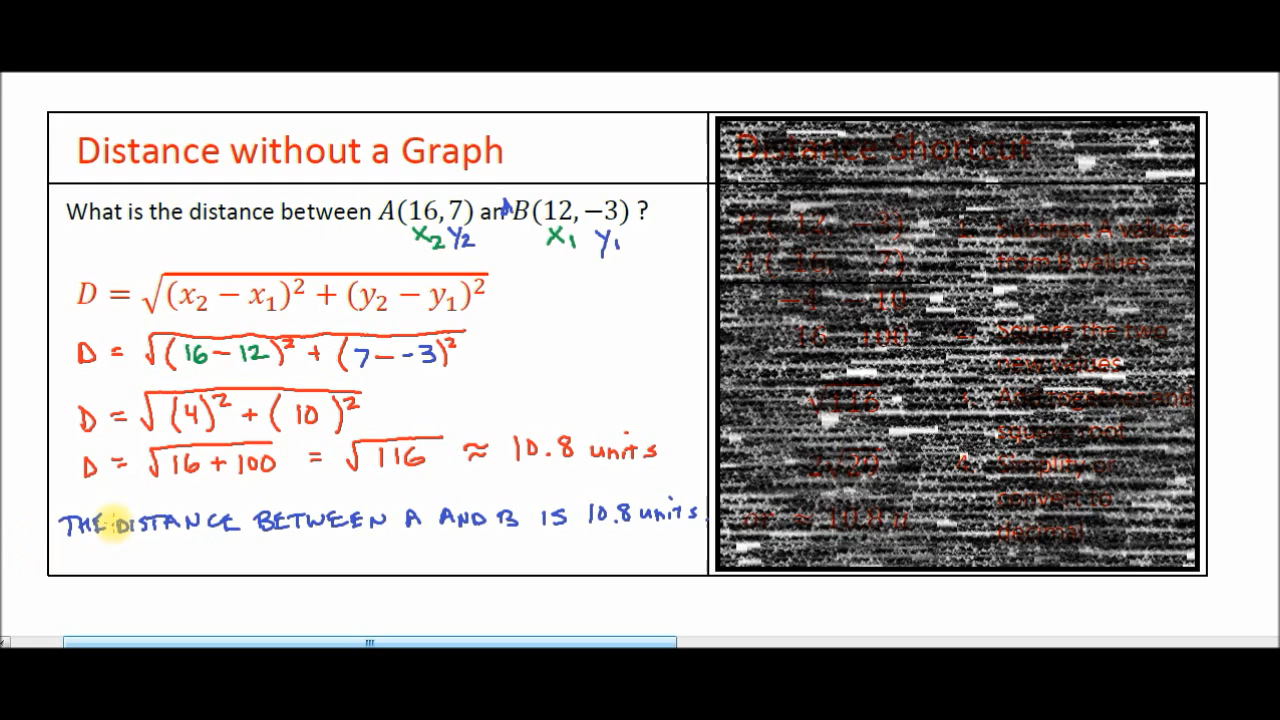 Distance without a Graph
What is the distance between A(16,7) and B(12,−3) ?
x₂ y₂ x₁ y₁
D = √(x₂ − x₁)² + (y₂ − y₁)²
D = √(16 − 12)² + (7 − -3)²
D = √(4)² + (10)²
D = √16 + 100 = √116 ≈ 10.8 units
THE DISTANCE BETWEEN A AND B IS 10.8 units.
Distance Shortcut
B ( 12, −3)
A ( 16, 7)
−4 −10
16 100
√116
2√29
or ≈ 10.8 u
1. Subtract A values
from B values
2. Square the two
new values
3. Add together and
square root
4. Simplify or
convert to
decimal